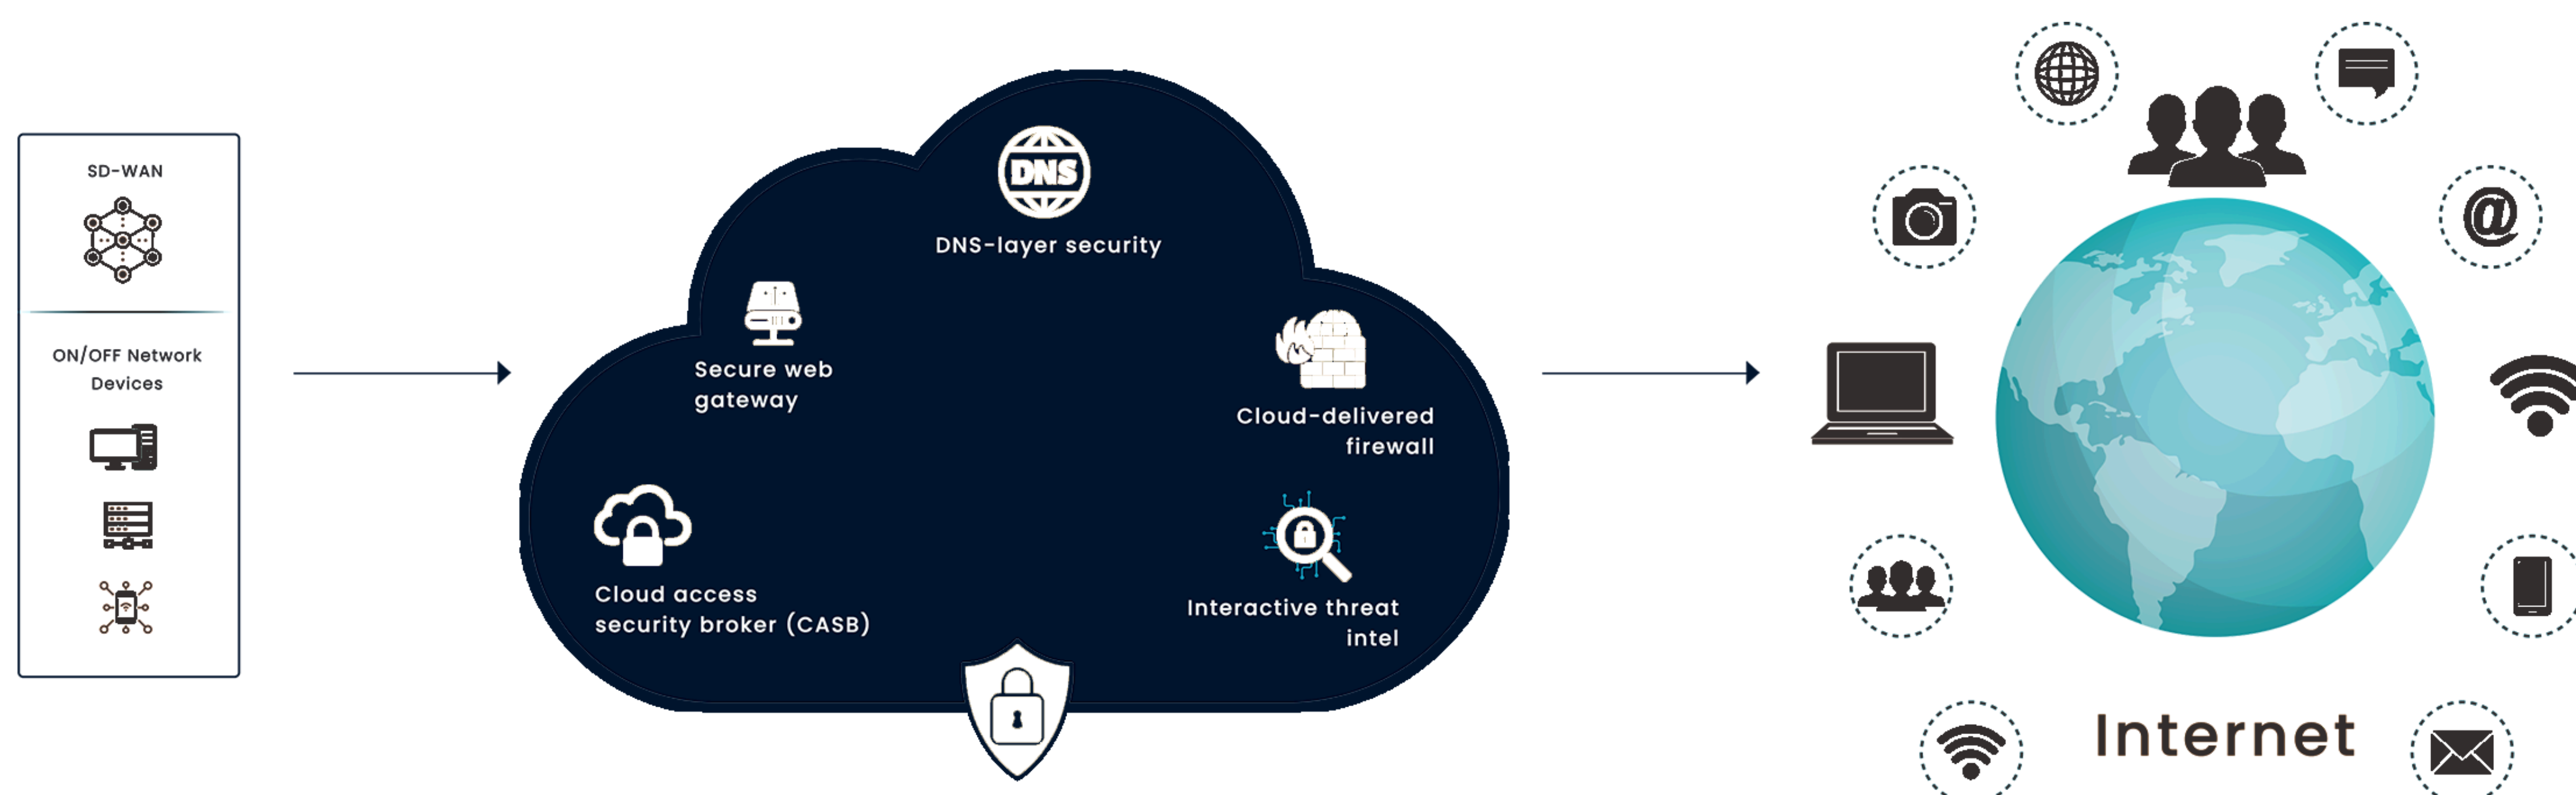 SD-WAN
ON/OFF Network
Devices
DNS
DNS-layer security
Secure web
gateway
Cloud-delivered
firewall
Cloud access
security broker (CASB)
Interactive threat
intel
@
Internet